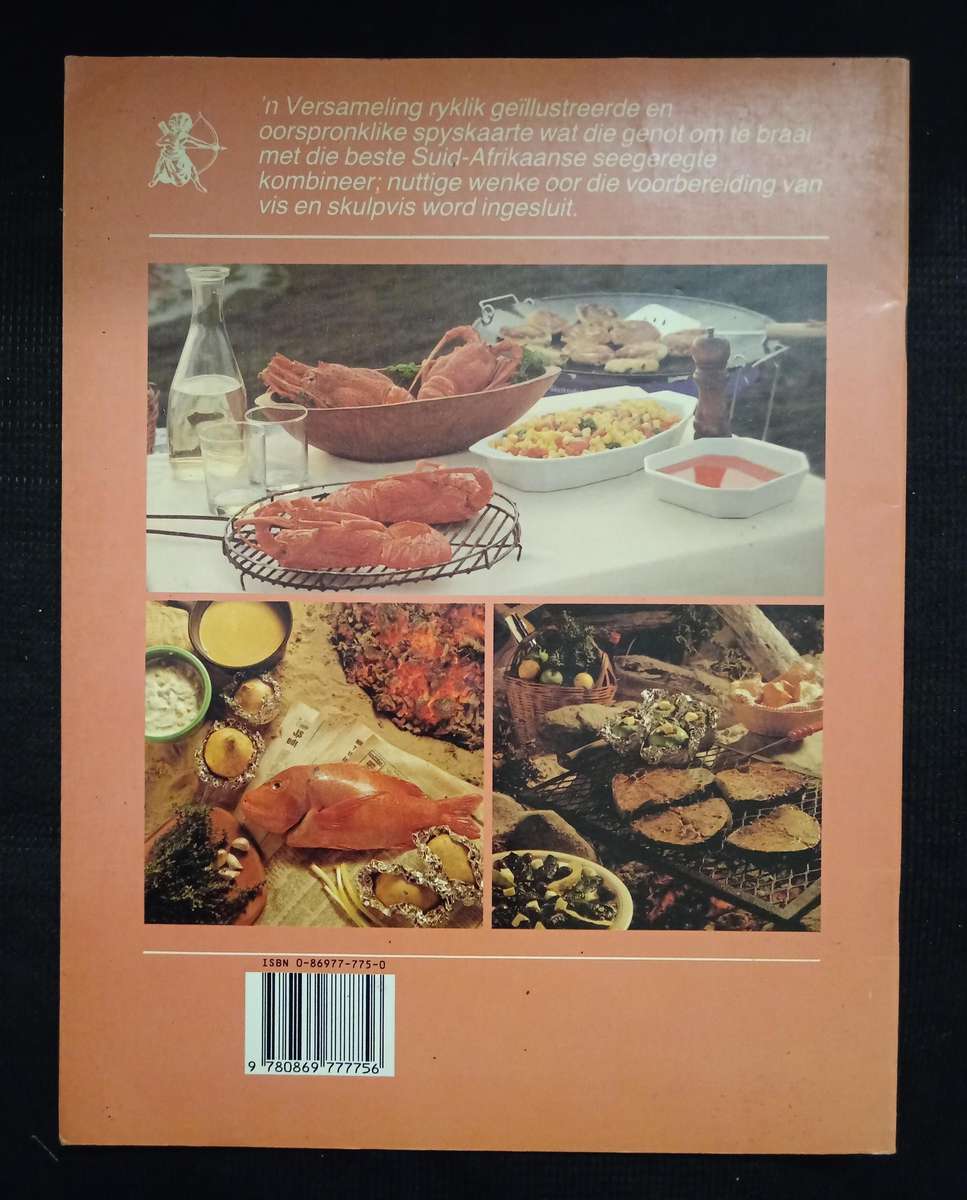 'n Versameling ryklik geïllustreerde en
oorspronklike spyskaarte wat die genot om te braai
met die beste Suid-Afrikaanse seegeregte
kombineer; nuttige wenke oor die voorbereiding van
vis en skulpvis word ingesluit.
ISBN 0-86977-775-0
9 780869 777756